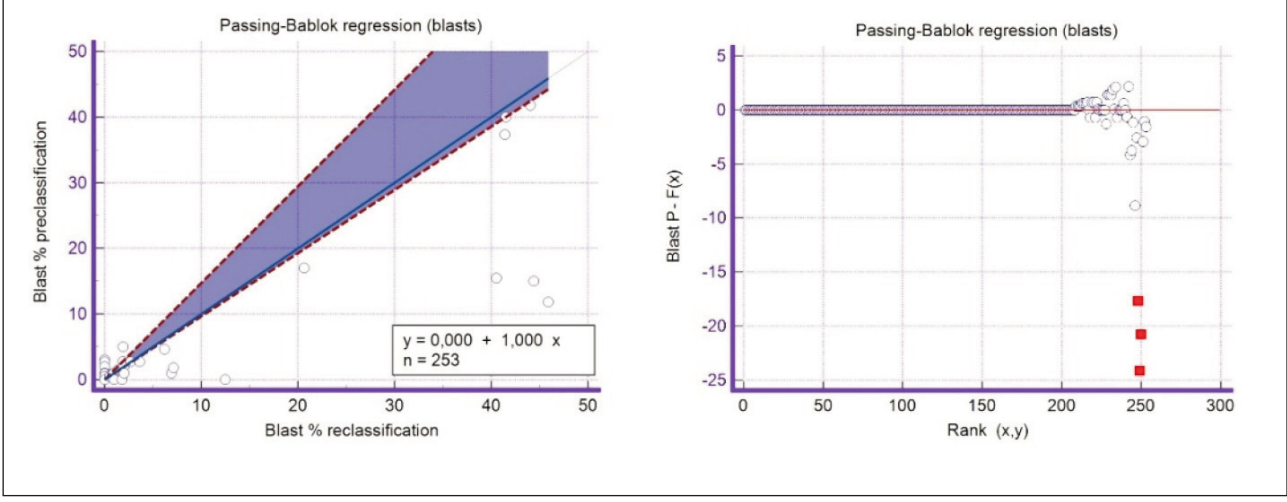 Passing-Bablok regression (blasts)
50
40
30
20
10
0
Blast % preclassification
y = 0,000 + 1,000 x
n = 253
0 10 20 30 40 50
Blast % reclassification
Passing-Bablok regression (blasts)
5
0
-5
-10
-15
-20
-25
Blast P - F(x)
0 50 100 150 200 250 300
Rank (x,y)